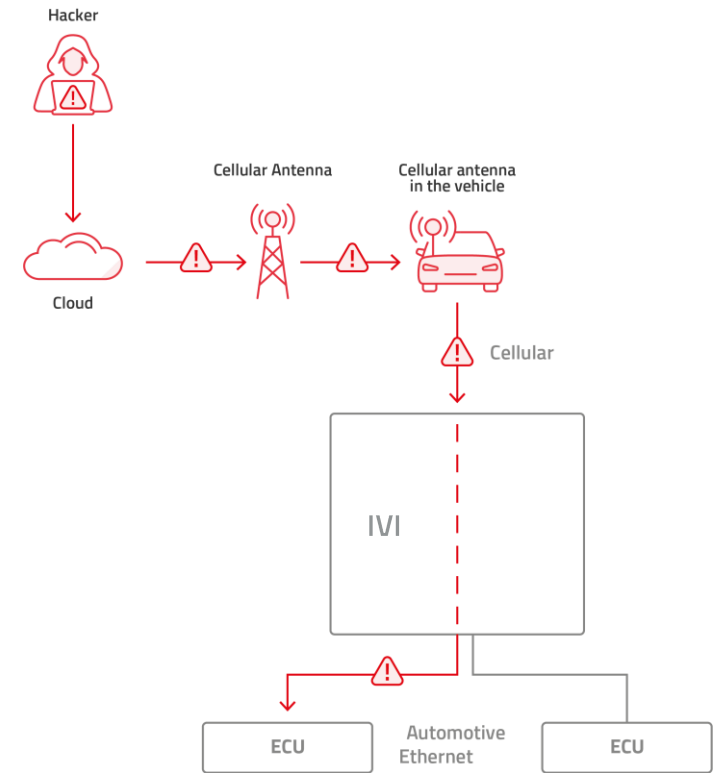 Hacker
Cellular Antenna
Cellular antenna
in the vehicle
Cloud
Cellular
IVI
ECU
Automotive
Ethernet
ECU